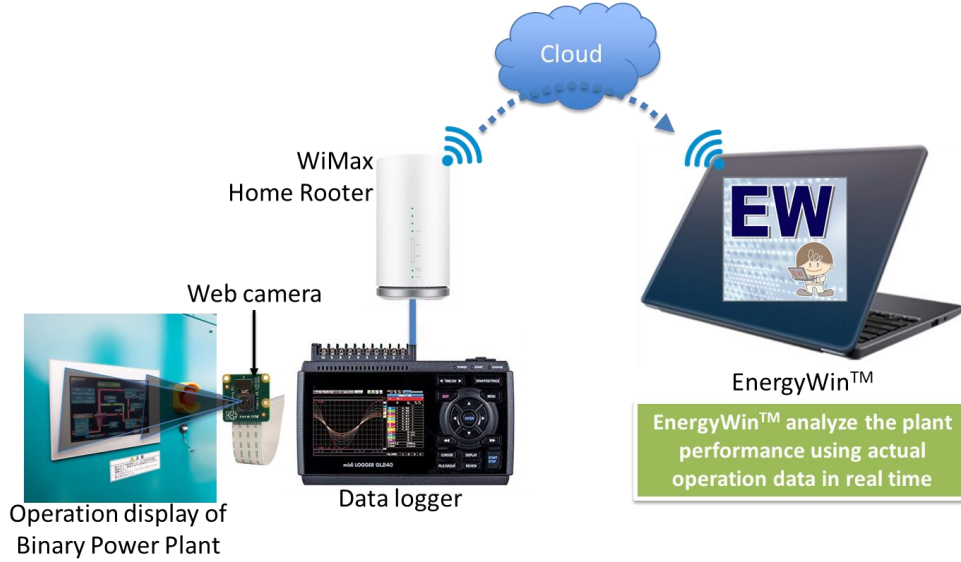 Cloud
WiMax
Home Rooter
EW
Web camera
EnergyWin™
EnergyWin™ analyze the plant
performance using actual
operation data in real time
midi LOGGER GL240
Data logger
Operation display of
Binary Power Plant